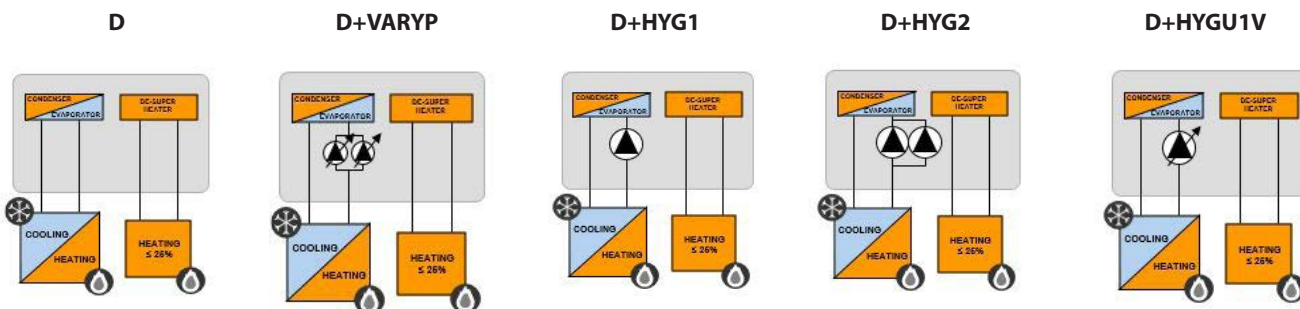 D
D+VARYP
D+HYG1
D+HYG2
D+HYGU1V
CONDENSER
EVAPORATOR
DE-SUPER
HEATER
CONDENSER
EVAPORATOR
DE-SUPER
HEATER
CONDENSER
EVAPORATOR
DE-SUPER
HEATER
CONDENSER
EVAPORATOR
DE-SUPER
HEATER
CONDENSER
EVAPORATOR
DE-SUPER
HEATER
COOLING
HEATING
HEATING
≤ 26%
COOLING
HEATING
HEATING
≤ 26%
COOLING
HEATING
HEATING
≤ 26%
COOLING
HEATING
HEATING
≤ 26%
COOLING
HEATING
HEATING
≤ 26%